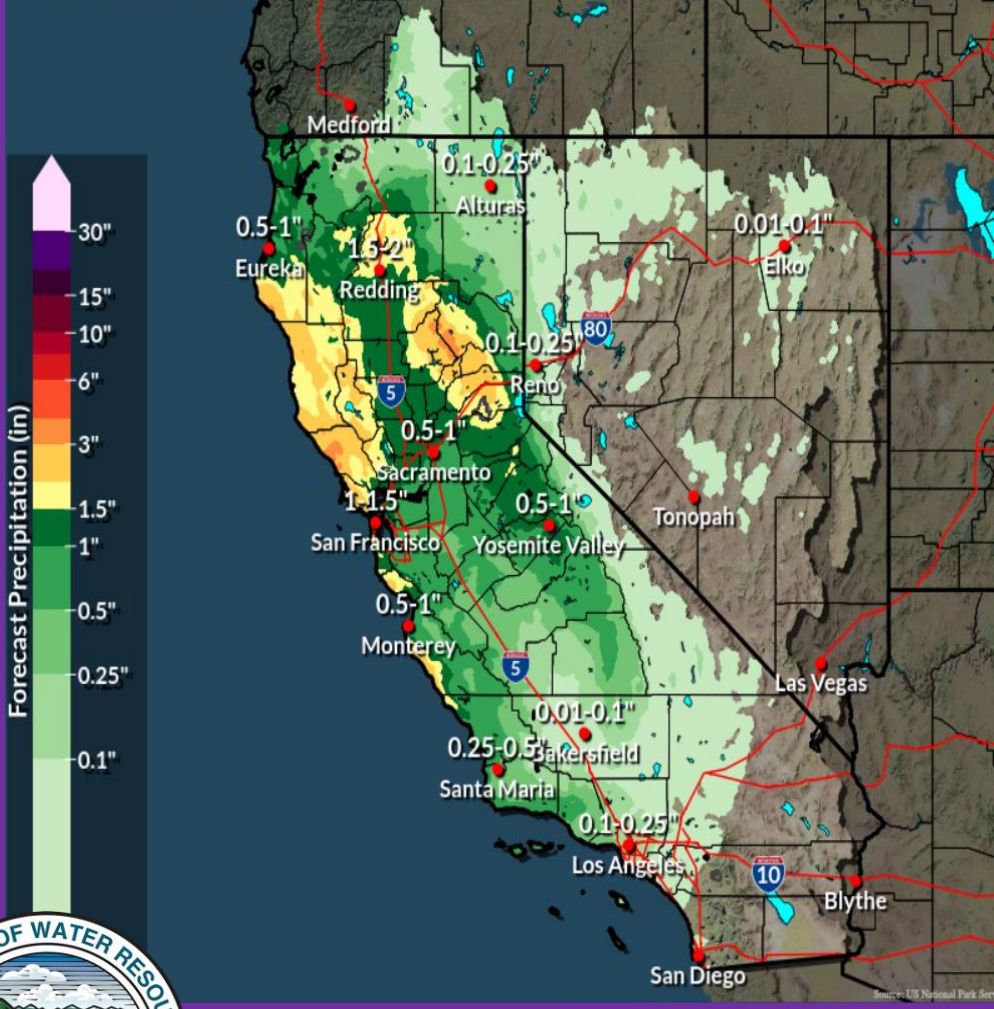 Medford
0.1-0.25"
Alturas
0.5-1"
Eureka
1.5-2"
Redding
0.01-0.1"
Elko
80
0.1-0.25"
Reno
5
0.5-1"
Sacramento
1-1.5"
San Francisco
0.5-1"
Yosemite Valley
Tonopah
0.5-1"
Monterey
5
Las Vegas
0.01-0.1"
Bakersfield
0.25-0.5"
Santa Maria
0.1-0.25"
Los Angeles
10
Blythe
San Diego
Forecast Precipitation (in)
30"
15"
10"
6"
3"
1.5"
1"
0.5"
0.25"
0.1"
OF WATER RESOU
Source: US National Park Serv